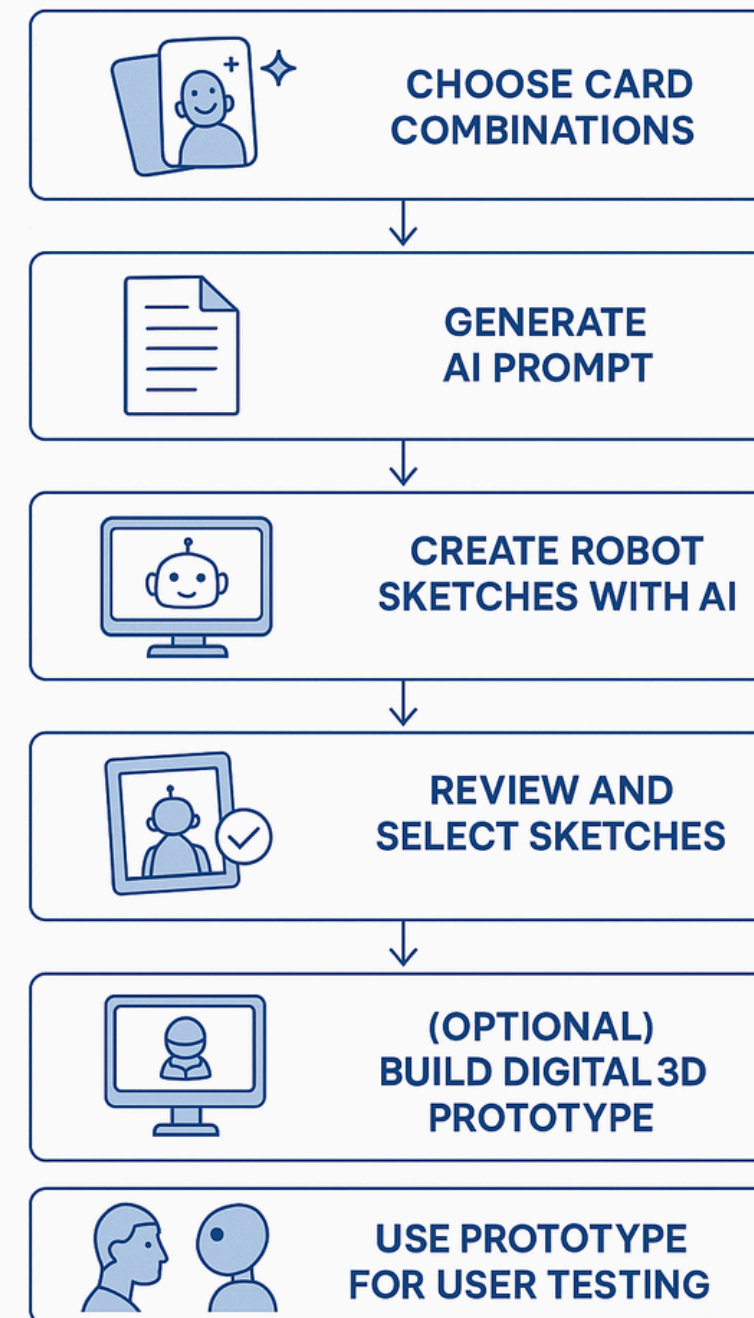 CHOOSE CARD
COMBINATIONS
GENERATE
AI PROMPT
CREATE ROBOT
SKETCHES WITH AI
REVIEW AND
SELECT SKETCHES
(OPTIONAL)
BUILD DIGITAL 3D
PROTOTYPE
USE PROTOTYPE
FOR USER TESTING